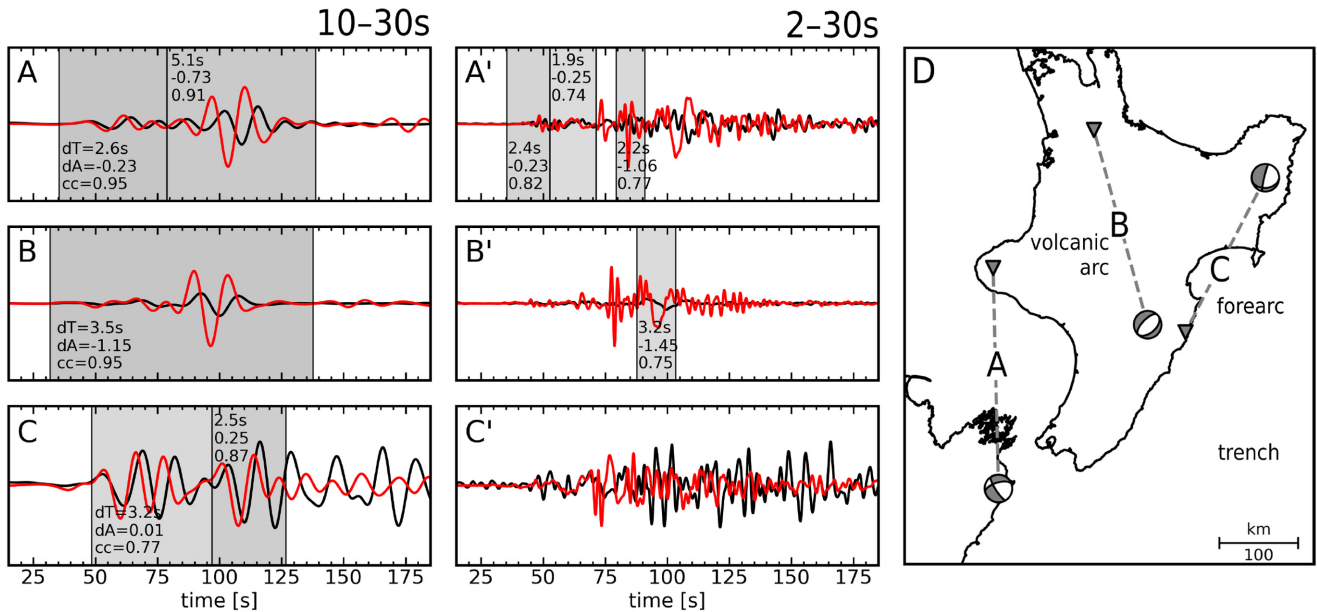 10–30s
2–30s
A
5.1s
-0.73
0.91
dT=2.6s
dA=-0.23
cc=0.95
A'
1.9s
-0.25
0.74
2.4s
-0.23
0.82
2.2s
-1.06
0.77
B
dT=3.5s
dA=-1.15
cc=0.95
B'
3.2s
-1.45
0.75
C
2.5s
0.25
0.87
dT=3.2s
dA=0.01
cc=0.77
C'
25 50 75 100 125 150 175
time [s]
25 50 75 100 125 150 175
time [s]
D
B
volcanic
arc
C
forearc
A
trench
km
100